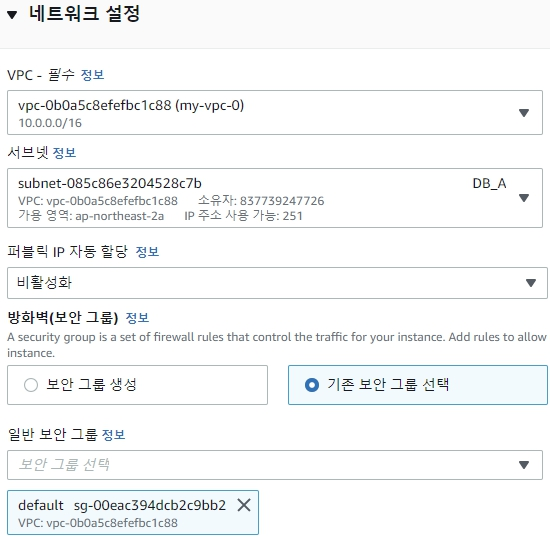 네트워크 설정
VPC - 필수 정보
vpc-0b0a5c8efefbc1c88 (my-vpc-0)
10.0.0.0/16
서브넷 정보
subnet-085c86e3204528c7b DB_A
VPC: vpc-0b0a5c8efefbc1c88 소유자: 837739247726
가용 영역: ap-northeast-2a IP 주소 사용 가능: 251
퍼블릭 IP 자동 할당 정보
비활성화
방화벽(보안 그룹) 정보
A security group is a set of firewall rules that control the traffic for your instance. Add rules to allow
instance.
보안 그룹 생성 기존 보안 그룹 선택
일반 보안 그룹 정보
보안 그룹 선택
default sg-00eac394dcb2c9bb2
VPC: vpc-0b0a5c8efefbc1c88